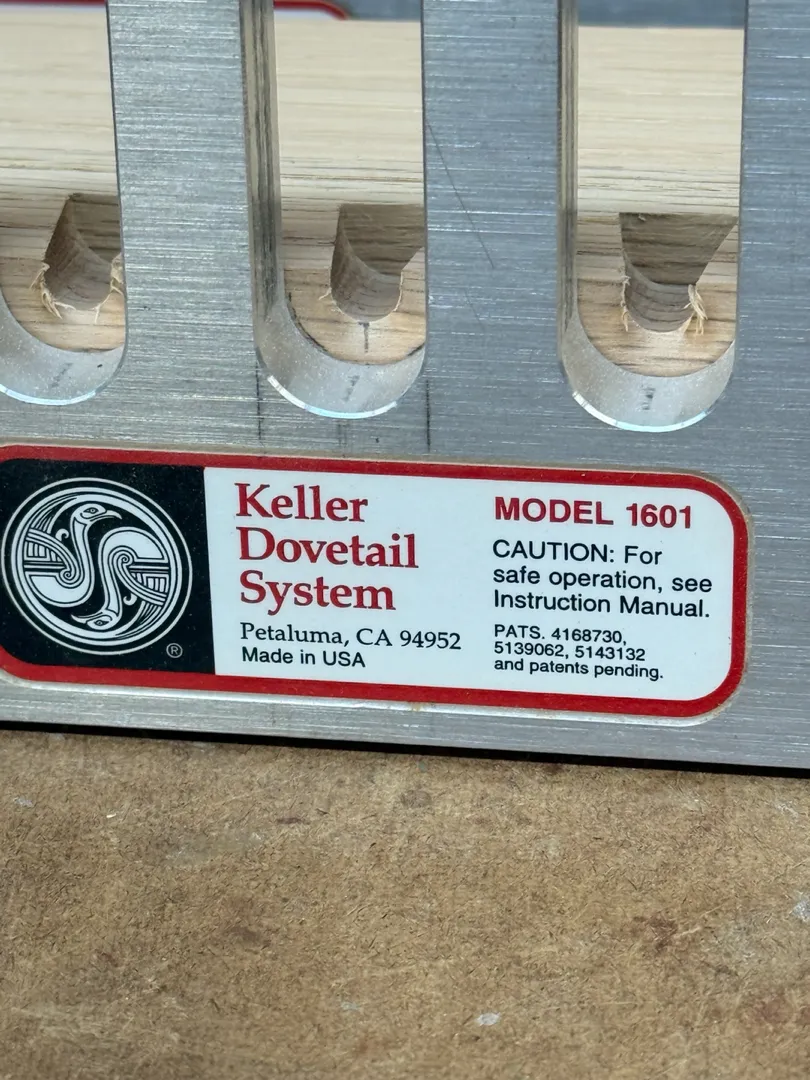 Keller
Dovetail
System
Petaluma, CA 94952
Made in USA
®
MODEL 1601
CAUTION: For
safe operation, see
Instruction Manual.
PATS. 4168730,
5139062, 5143132
and patents pending.